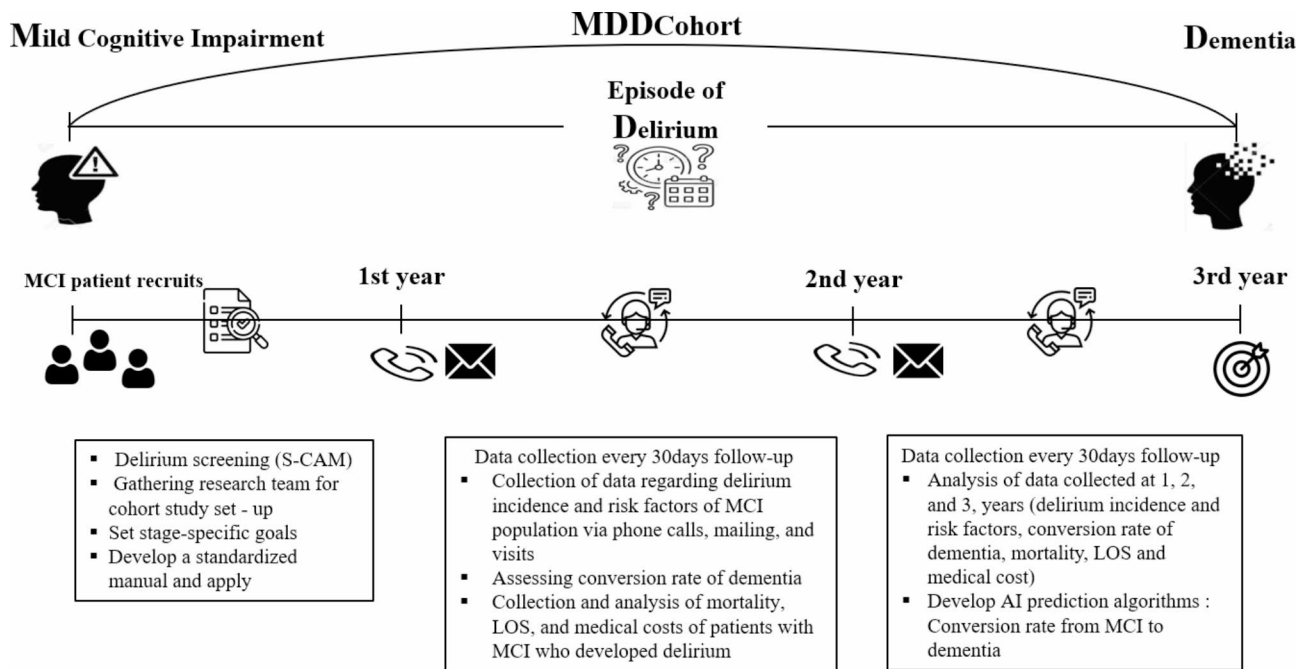 MDDCohort
Mild Cognitive Impairment
Dementia
Episode of
Delirium
MCI patient recruits
1st year
2nd year
3rd year
▪ Delirium screening (S-CAM)
▪ Gathering research team for
cohort study set - up
▪ Set stage-specific goals
▪ Develop a standardized
manual and apply
Data collection every 30days follow-up
▪ Collection of data regarding delirium
incidence and risk factors of MCI
population via phone calls, mailing, and
visits
▪ Assessing conversion rate of dementia
▪ Collection and analysis of mortality,
LOS, and medical costs of patients with
MCI who developed delirium
Data collection every 30days follow-up
▪ Analysis of data collected at 1, 2,
and 3, years (delirium incidence and
risk factors, conversion rate of
dementia, mortality, LOS and
medical cost)
▪ Develop AI prediction algorithms :
Conversion rate from MCI to
dementia